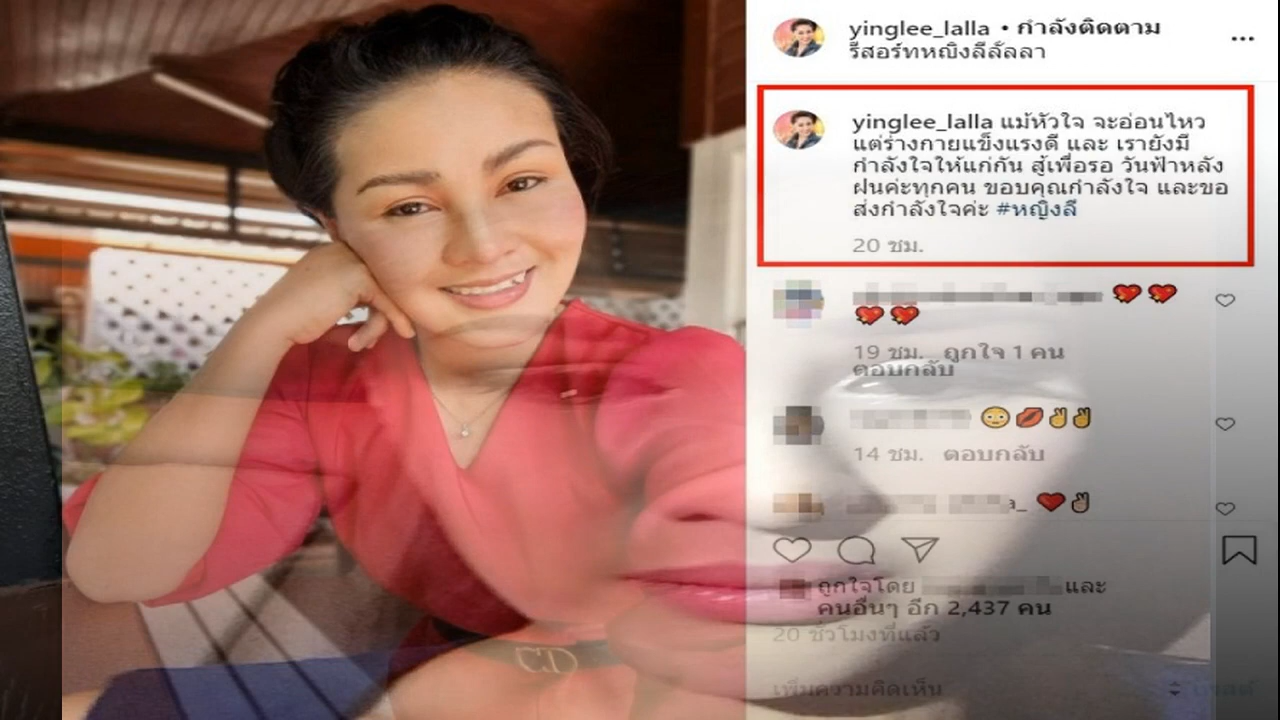 yinglee_lalla • กำลังติดตาม
รีสอร์ทหญิงลีลัลลา
yinglee_lalla แม้หัวใจ จะอ่อนไหว
แต่ร่างกายแข็งแรงดี และ เรายังมี
กำลังใจให้แก่กัน สู้เพื่อรอ วันฟ้าหลัง
ฝนค่ะทุกคน ขอบคุณกำลังใจ และขอ
ส่งกำลังใจค่ะ #หญิงลี
20 ชม.
19 ชม. ถูกใจ 1 คน
ตอบกลับ
14 ชม. ตอบกลับ
ถูกใจโดย และ
คนอื่นๆ อีก 2,437 คน
20 ชั่วโมงที่แล้ว
เพิ่มความคิดเห็น
โพสต์
CD